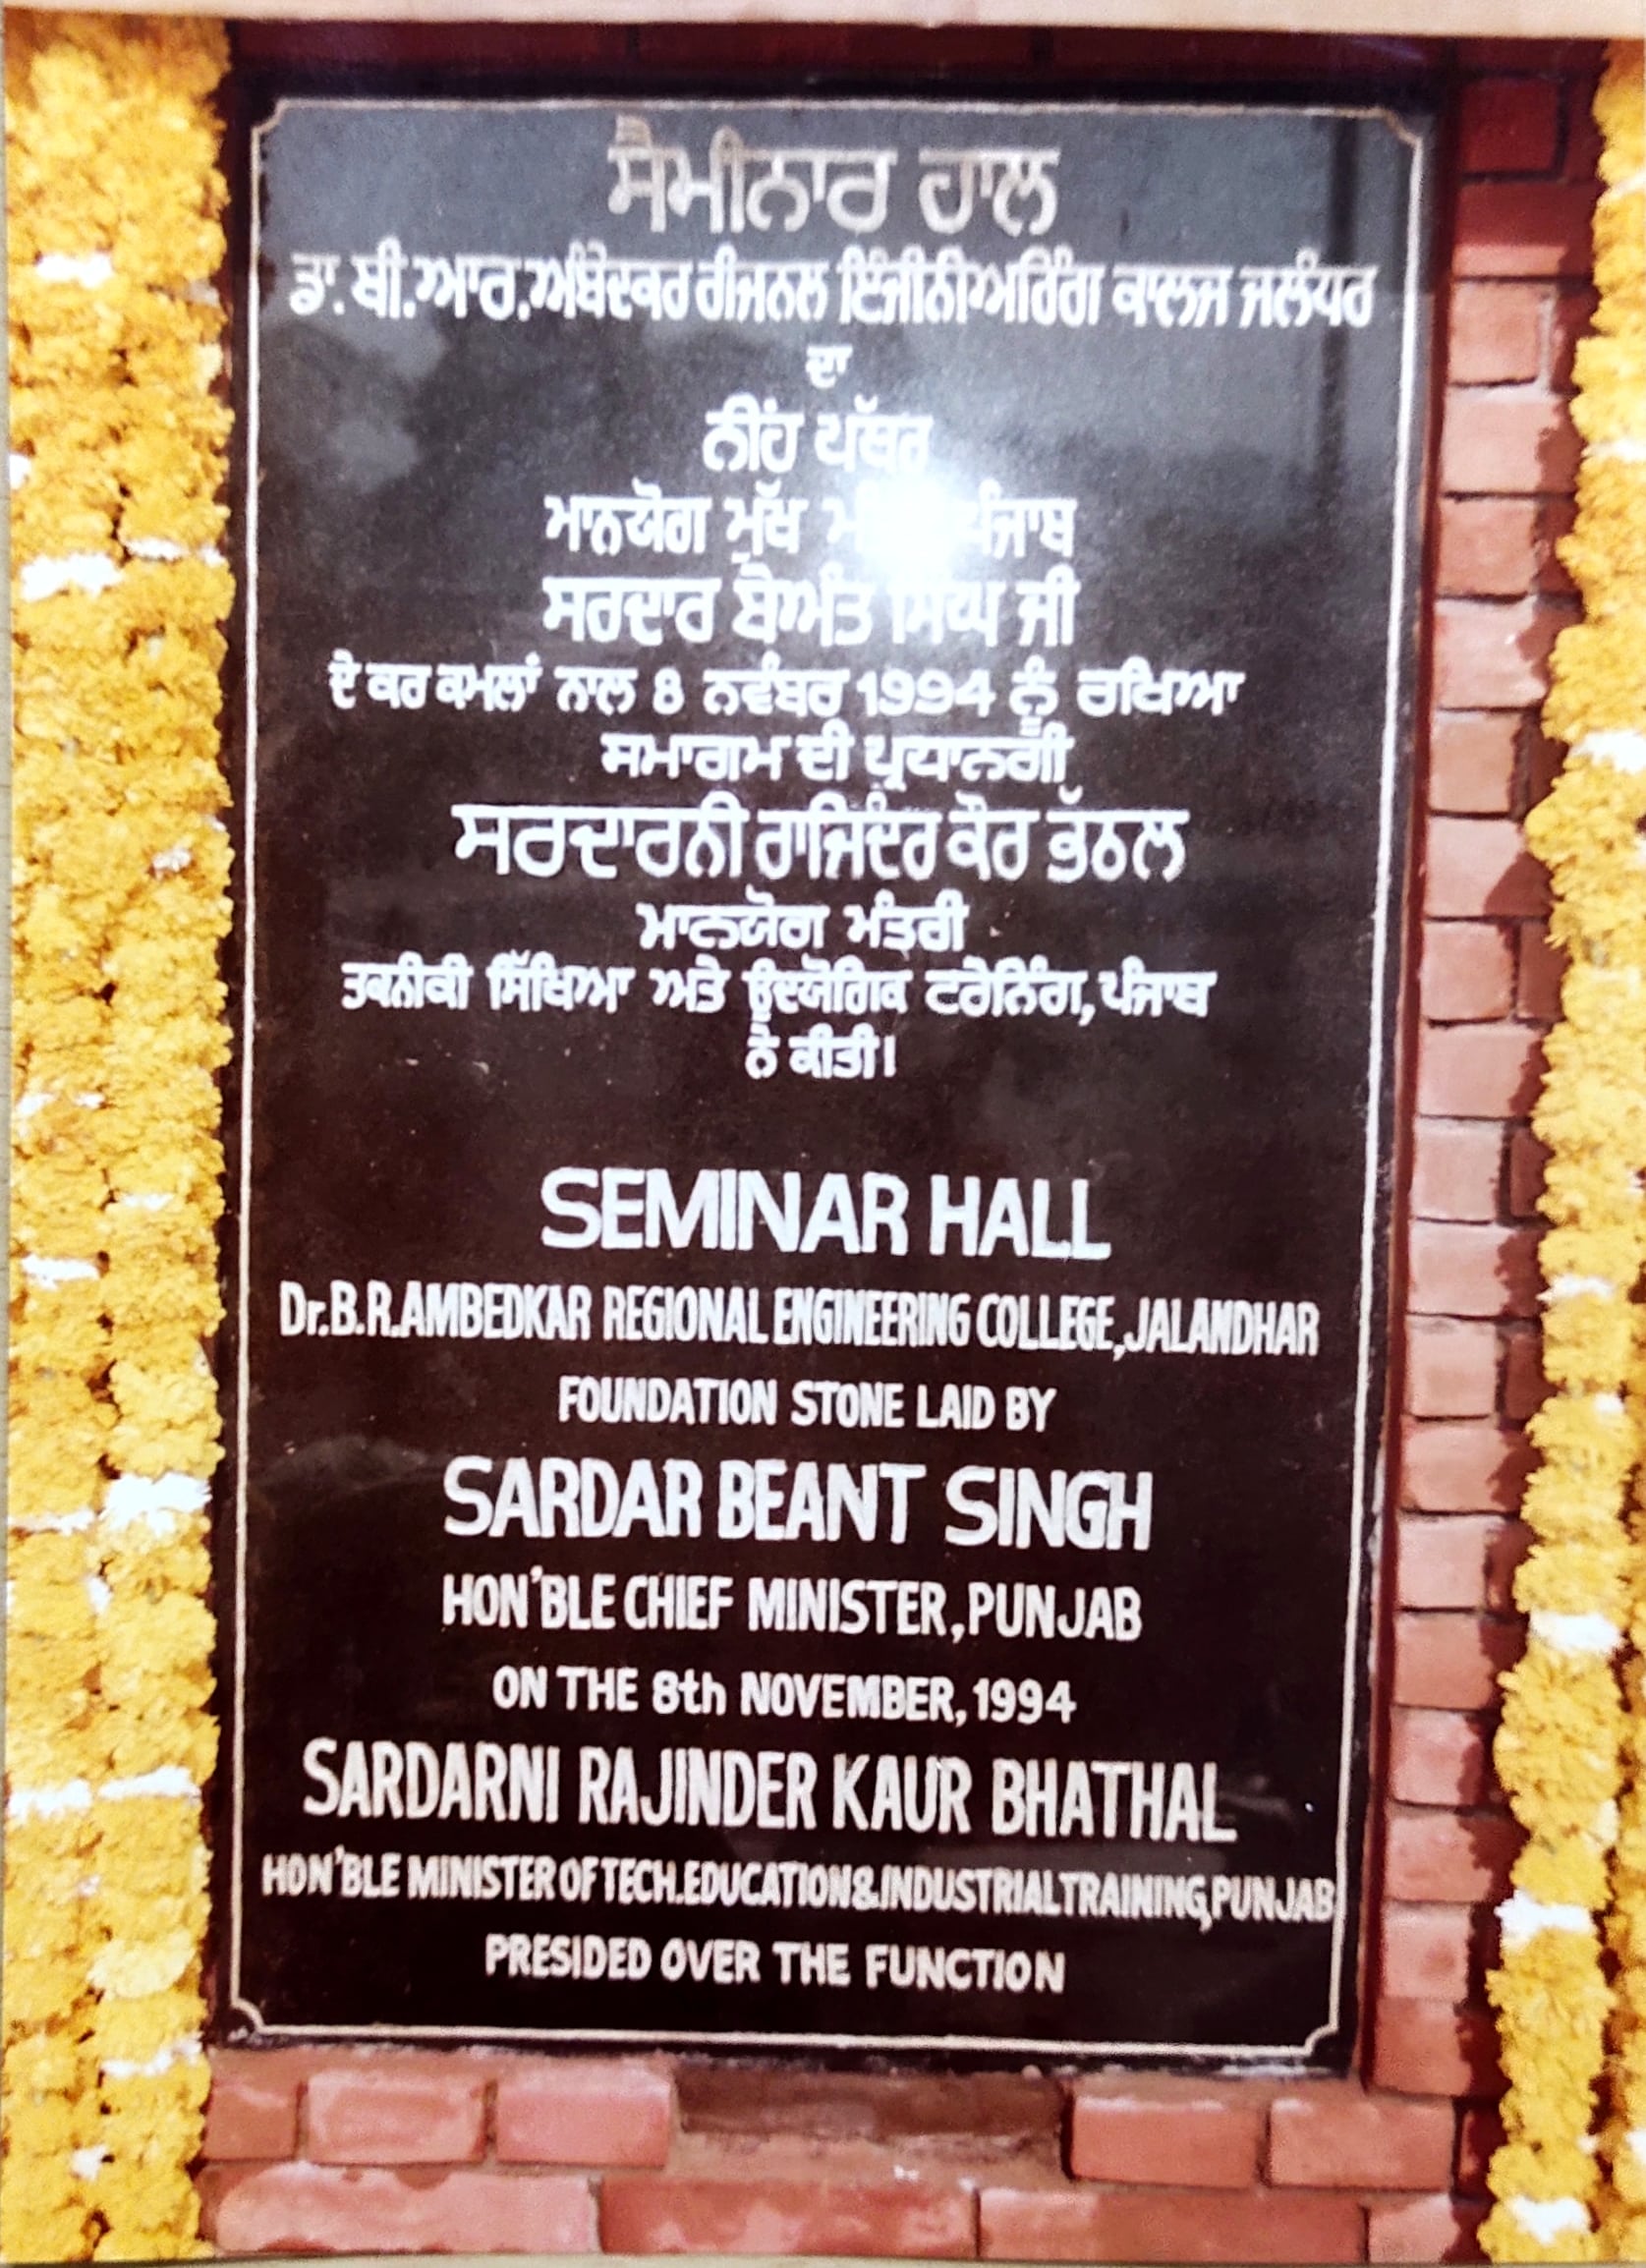 ਸੈਮੀਨਾਰ ਹਾਲ
ਡਾ. ਬੀ.ਆਰ.ਅੰਬੇਦਕਰ ਰੀਜਨਲ ਇੰਜੀਨੀਅਰਿੰਗ ਕਾਲਜ ਜਲੰਧਰ
ਦਾ
ਨੀਂਹ ਪੱਥਰ
ਮਾਨਯੋਗ ਮੁੱਖ ਪੰਜਾਬ
ਸਰਦਾਰ ਬੇਅੰਤ ਸਿੰਘ ਜੀ
ਦੇ ਕਰ ਕਮਲਾਂ ਨਾਲ 8 ਨਵੰਬਰ 1994 ਨੂੰ ਰਖਿਆ
ਸਮਾਗਮ ਦੀ ਪ੍ਰਧਾਨਗੀ
ਸਰਦਾਰਨੀ ਰਾਜਿੰਦਰ ਕੌਰ ਭੱਠਲ
ਮਾਨਯੋਗ ਮੰਤਰੀ
ਤਕਨੀਕੀ ਸਿੱਖਿਆ ਅਤੇ ਉਦਯੋਗਿਕ ਟਰੇਨਿੰਗ, ਪੰਜਾਬ
ਨੇ ਕੀਤੀ।
SEMINAR HALL
Dr.B.R.AMBEDKAR REGIONAL ENGINEERING COLLEGE, JALANDHAR
FOUNDATION STONE LAID BY
SARDAR BEANT SINGH
HON'BLE CHIEF MINISTER, PUNJAB
ON THE 8th NOVEMBER, 1994
SARDARNI RAJINDER KAUR BHATHAL
HON'BLE MINISTER OF TECH.EDUCATION & INDUSTRIAL TRAINING, PUNJAB
PRESIDED OVER THE FUNCTION